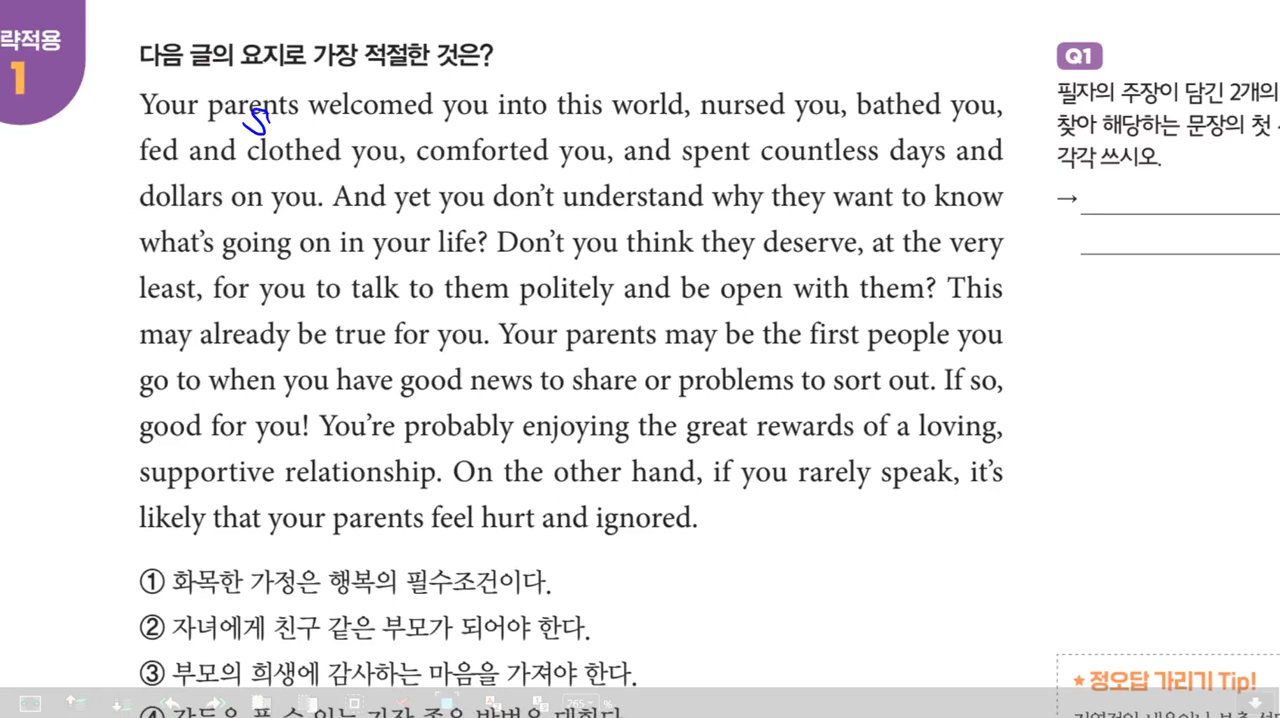 략적용
1
다음 글의 요지로 가장 적절한 것은?
Your parents welcomed you into this world, nursed you, bathed you,
fed and clothed you, comforted you, and spent countless days and
dollars on you. And yet you don't understand why they want to know
what's going on in your life? Don't you think they deserve, at the very
least, for you to talk to them politely and be open with them? This
may already be true for you. Your parents may be the first people you
go to when you have good news to share or problems to sort out. If so,
good for you! You're probably enjoying the great rewards of a loving,
supportive relationship. On the other hand, if you rarely speak, it's
likely that your parents feel hurt and ignored.
① 화목한 가정은 행복의 필수조건이다.
② 자녀에게 친구 같은 부모가 되어야 한다.
③ 부모의 희생에 감사하는 마음을 가져야 한다.
Q1
필자의 주장이 담긴 2개의
찾아 해당하는 문장의 첫
각각 쓰시오.
→
★ 정오답 가리기 Tip!
265 %